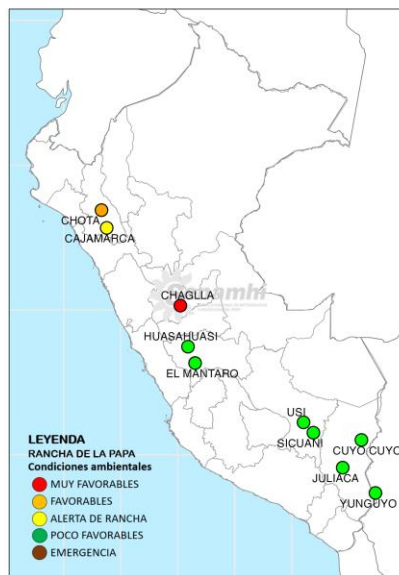 CHOTA
CAJAMARCA
CHAGLLA
HUASAHUASI
EL MANTARO
USI
SICUANI
CUYO CUYO
JULIACA
YUNGUYO
LEYENDA
RANCHA DE LA PAPA
Condiciones ambientales
MUY FAVORABLES
FAVORABLES
ALERTA DE RANCHA
POCO FAVORABLES
EMERGENCIA